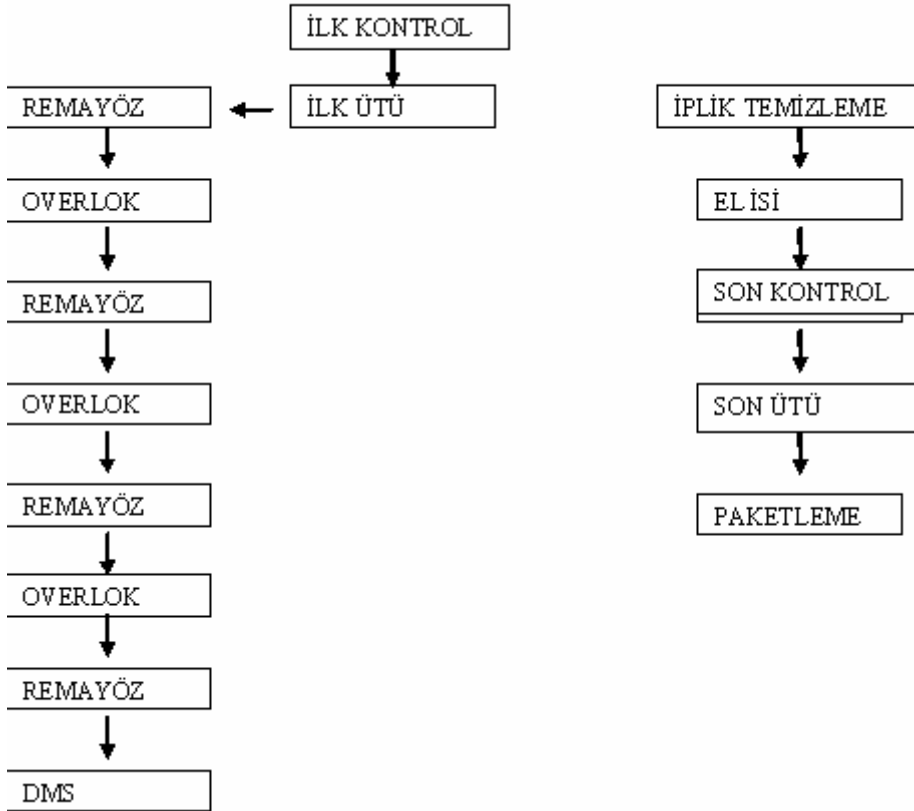 İLK KONTROL
İLK ÜTÜ
REMAYÖZ
OVERLOK
REMAYÖZ
OVERLOK
REMAYÖZ
OVERLOK
REMAYÖZ
DMS
İPLİK TEMİZLEME
EL İSİ
SON KONTROL
SON ÜTÜ
PAKETLEME